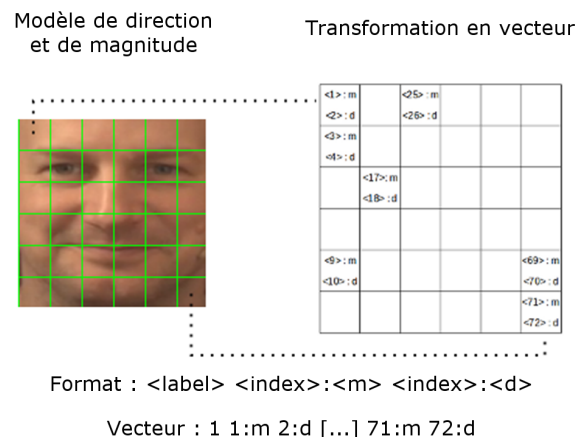 Modèle de direction
et de magnitude
Transformation en vecteur
<1>:m
<2>:d
<3>:m
<4>:d
<25>:m
<26>:d
<17>:m
<18>:d
<9>:m
<10>:d
<69>:m
<70>:d
<71>:m
<72>:d
Format : <label> <index>:<m> <index>:<d>
Vecteur : 1 1:m 2:d [...] 71:m 72:d